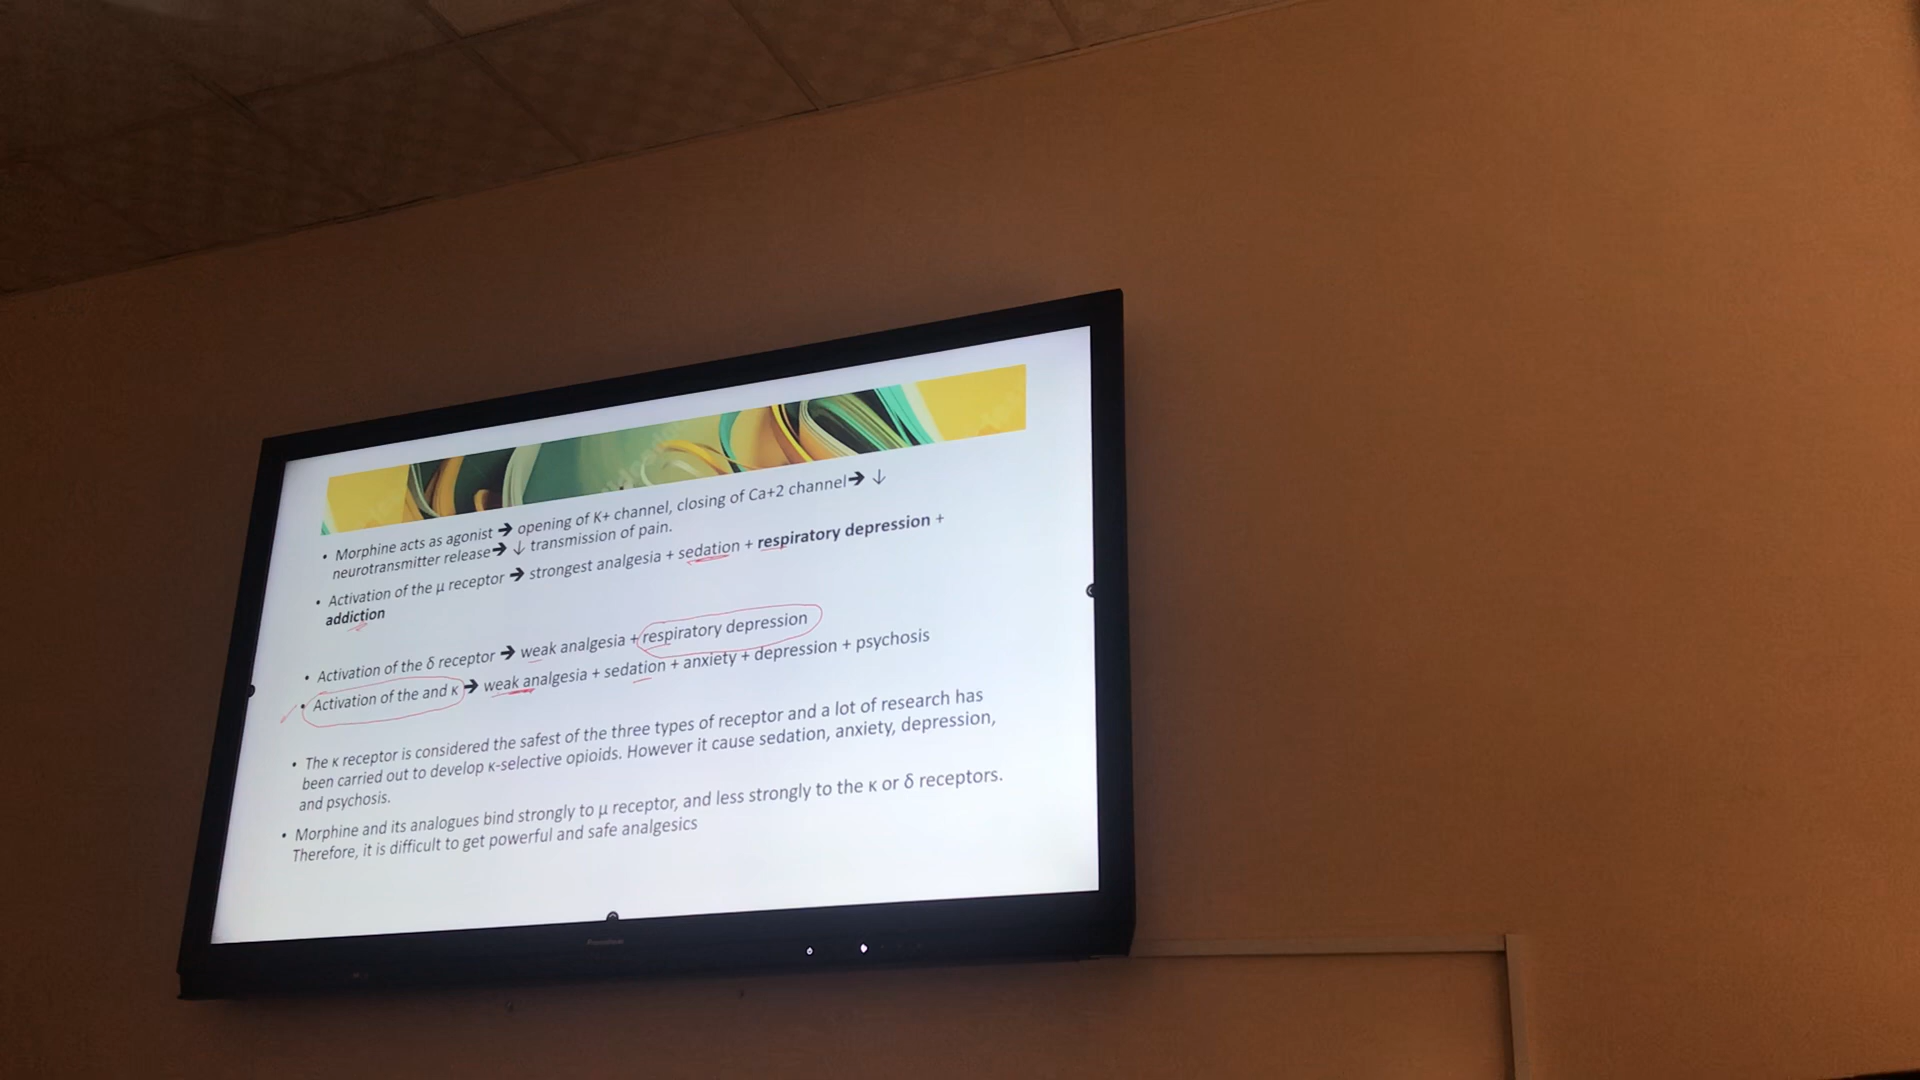 • Morphine acts as agonist ➔ opening of K+ channel, closing of Ca+2 channel➔ ↓
neurotransmitter release➔ ↓ transmission of pain.
• Activation of the μ receptor ➔ strongest analgesia + sedation + respiratory depression +
addiction
• Activation of the δ receptor ➔ weak analgesia + respiratory depression
• Activation of the and κ ➔ weak analgesia + sedation + anxiety + depression + psychosis
• The κ receptor is considered the safest of the three types of receptor and a lot of research has
been carried out to develop κ-selective opioids. However it cause sedation, anxiety, depression,
and psychosis.
• Morphine and its analogues bind strongly to μ receptor, and less strongly to the κ or δ receptors.
Therefore, it is difficult to get powerful and safe analgesics